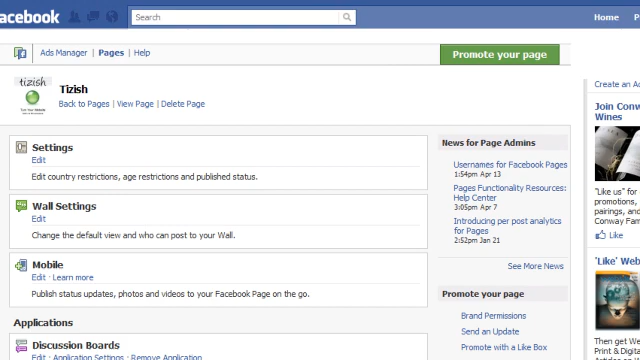 facebook
Search
Home
Ads Manager | Pages | Help
Promote your page
tizish
Tizish
Back to Pages | View Page | Delete Page
Create an Ad
Settings
Edit
Edit country restrictions, age restrictions and published status.
Wall Settings
Edit
Change the default view and who can post to your Wall.
Mobile
Edit · Learn more
Publish status updates, photos and videos to your Facebook Page on the go.
Applications
Discussion Boards
Edit · Application Settings · Remove Application
News for Page Admins
Usernames for Facebook Pages
1:54pm Apr 13
Pages Functionality Resources:
Help Center
3:05pm Apr 7
Introducing per post analytics
for Pages
2:52pm Jan 21
See More News
Promote your page
Brand Permissions
Send an Update
Promote with a Like Box
Join Conw
Wines
"Like us" for
promotions,
pairings, and
Conway Fam
Like
'Like' Web
Then get We
Print & Digita